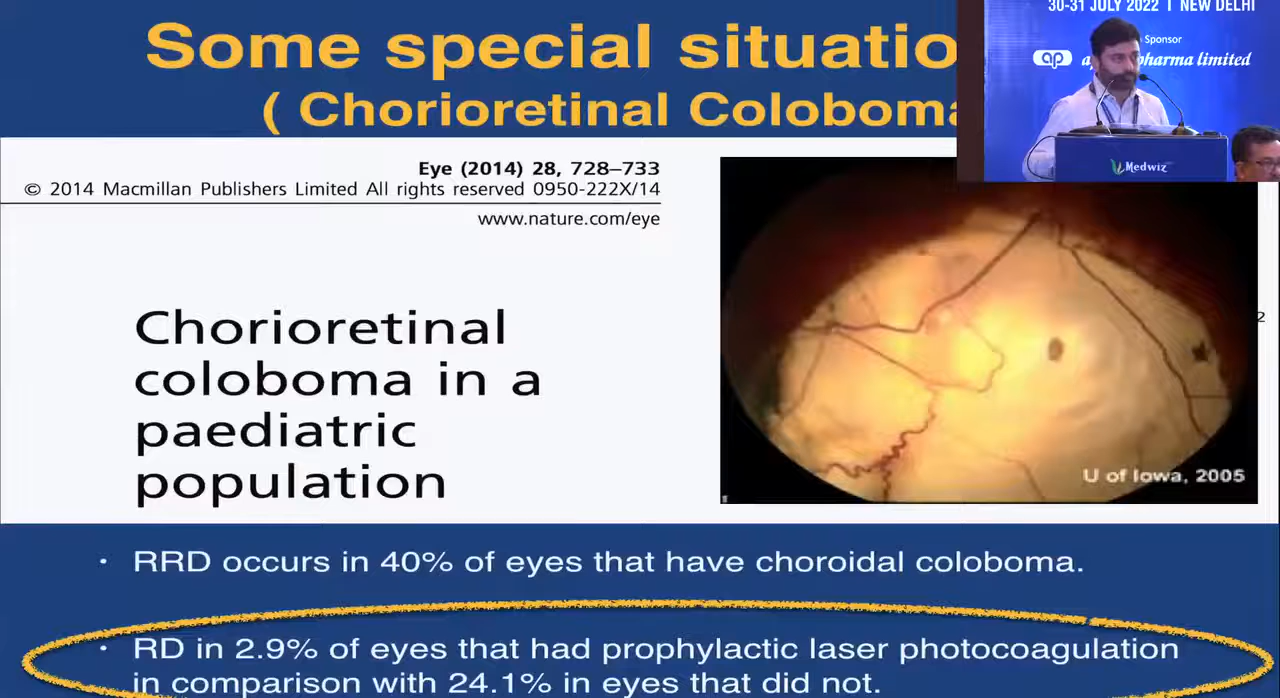 30-31 JULY 2022 I NEW DELHI
Some special situatio
Sponsor
ap
pharma limited
( Chorioretinal Coloboma
Medwiz
Eye (2014) 28, 728–733
© 2014 Macmillan Publishers Limited All rights reserved 0950-222X/14
www.nature.com/eye
Chorioretinal
coloboma in a
paediatric
population
2
U of Iowa, 2005
· RRD occurs in 40% of eyes that have choroidal coloboma.
· RD in 2.9% of eyes that had prophylactic laser photocoagulation
in comparison with 24.1% in eyes that did not.